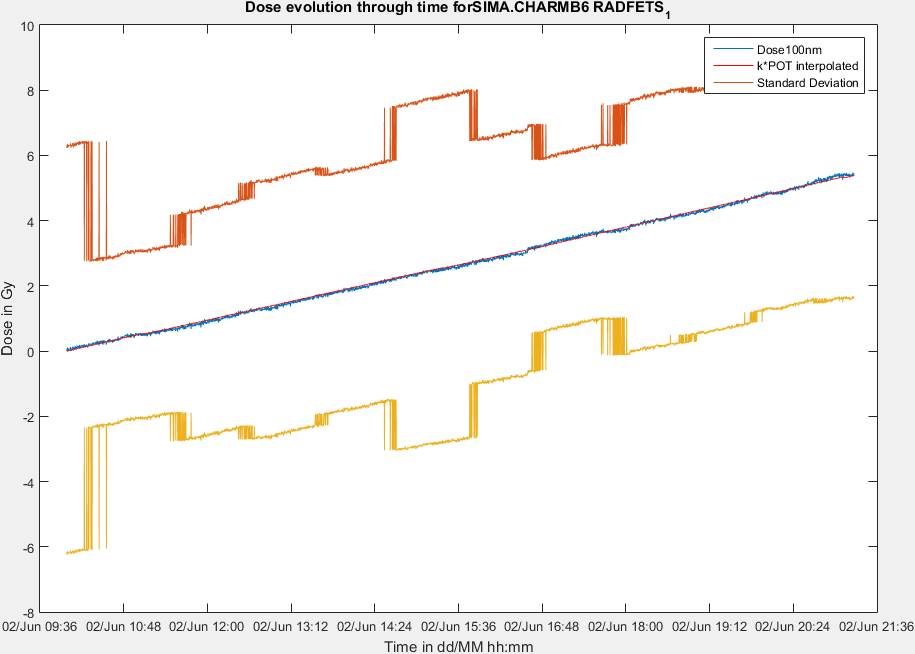 Dose evolution through time forSIMA.CHARMB6 RADFETS1
Dose100nm
k*POT interpolated
Standard Deviation
Dose in Gy
10
8
6
4
2
0
-2
-4
-6
-8
02/Jun 09:36 02/Jun 10:48 02/Jun 12:00 02/Jun 13:12 02/Jun 14:24 02/Jun 15:36 02/Jun 16:48 02/Jun 18:00 02/Jun 19:12 02/Jun 20:24 02/Jun 21:36
Time in dd/MM hh:mm